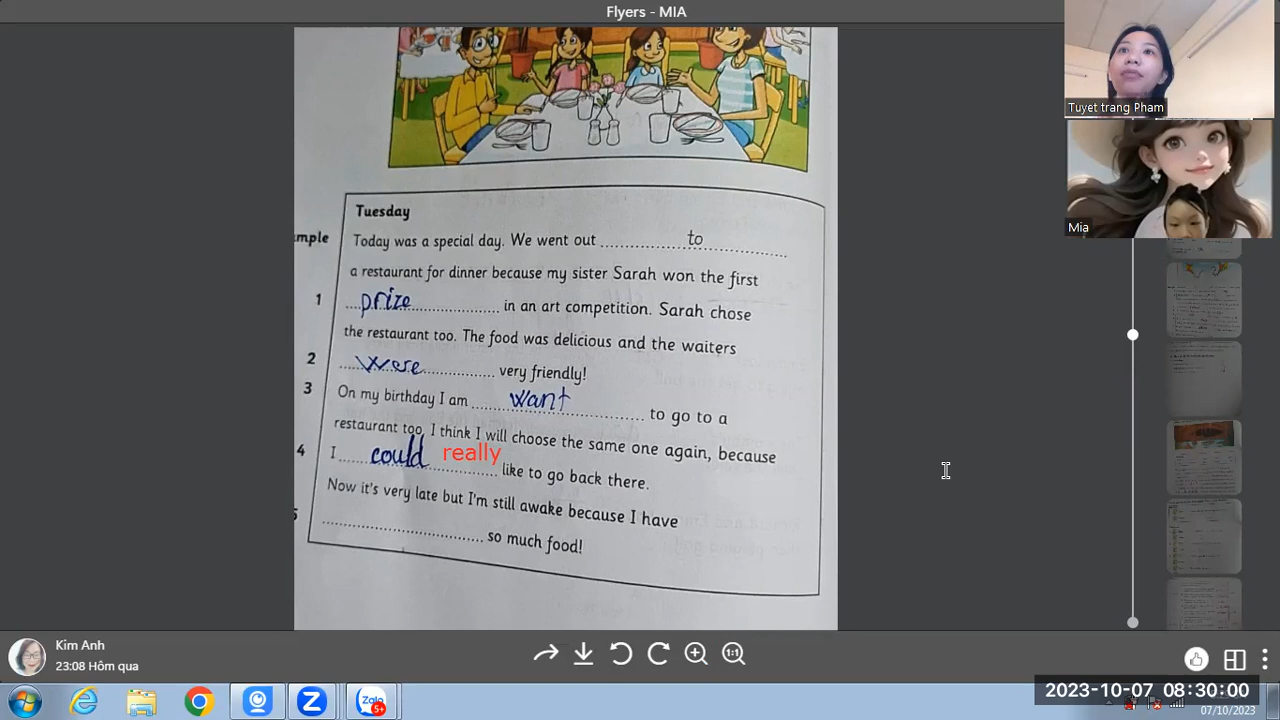 Flyers - MIA
Tuyet trang Pham
Mia
Tuesday
mple Today was a special day. We went out to
a restaurant for dinner because my sister Sarah won the first
1 prize in an art competition. Sarah chose
the restaurant too. The food was delicious and the waiters
2 were very friendly!
3 On my birthday I am want to go to a
restaurant too. I think I will choose the same one again, because
4 I could really like to go back there.
Now it's very late but I'm still awake because I have
5 so much food!
Kim Anh
23:08 Hôm qua
1:1
Zalo
5+
2023-10-07 08:30:00
07/10/2023